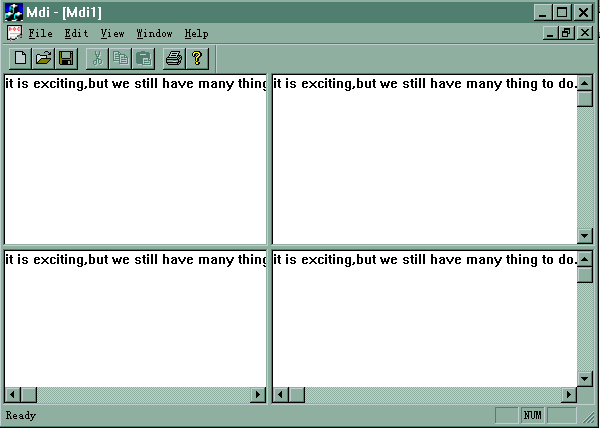 Mdi - [Mdi1]
File Edit View Window Help
it is exciting,but we still have many thing
it is exciting,but we still have many thing to do.
it is exciting,but we still have many thing
it is exciting,but we still have many thing to do.
Ready
NUM